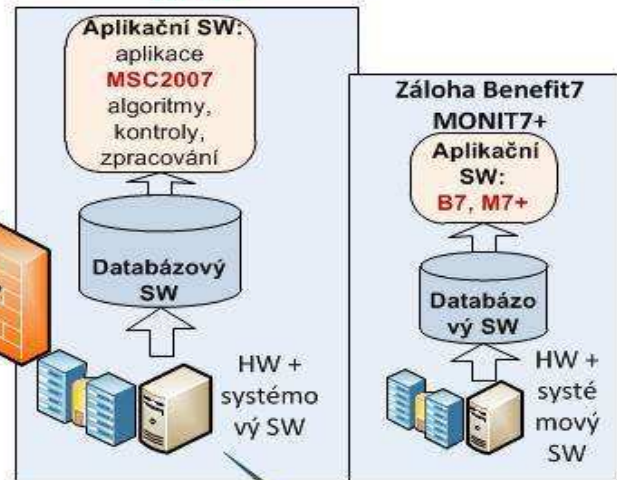 Aplikační SW:
aplikace
MSC2007
algoritmy,
kontroly,
zpracování
Databázový
SW
HW +
systémo
vý SW
Záloha Benefit7
MONIT7+
Aplikační
SW:
B7, M7+
Databázo
vý SW
HW +
systé
mový
SW